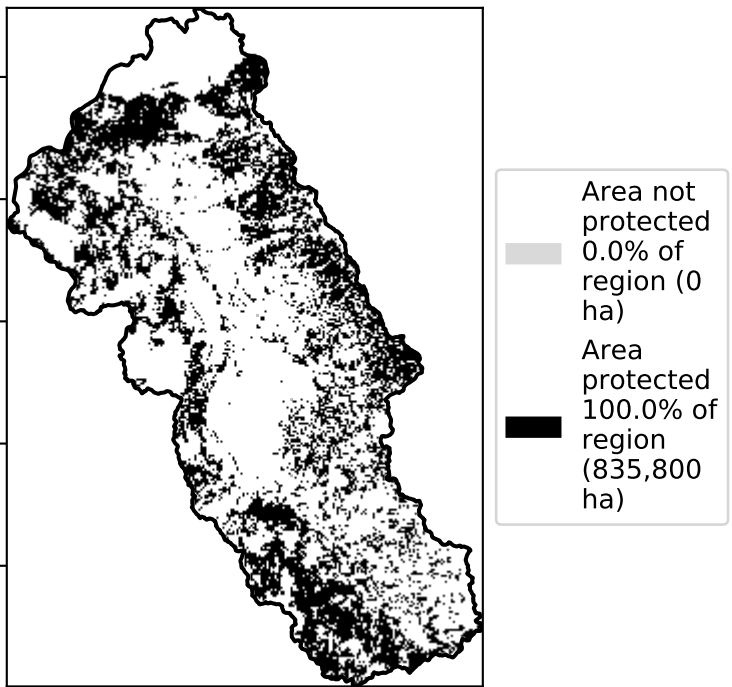 Area not
protected
0.0% of
region (0
ha)
Area
protected
100.0% of
region
(835,800
ha)